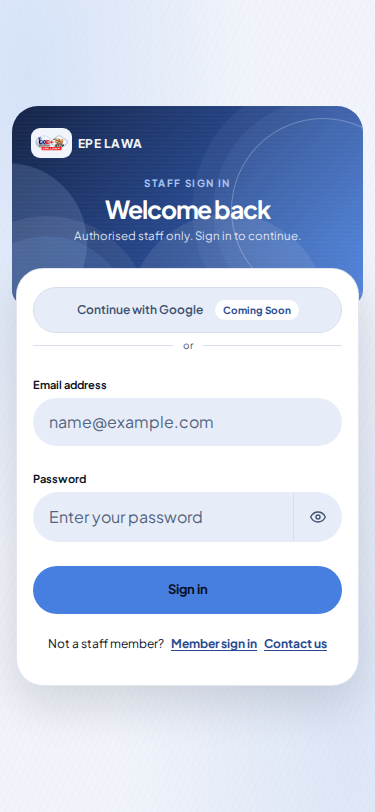 EPE LAWA
STAFF SIGN IN
Welcome back
Authorised staff only. Sign in to continue.
Continue with Google Coming Soon
or
Email address
name@example.com
Password
Enter your password
Sign in
Not a staff member? Member sign in Contact us